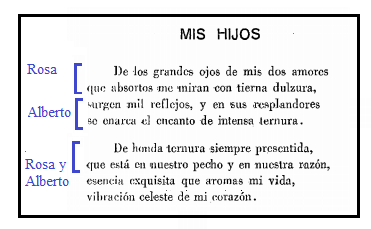 MIS HIJOS
Rosa
De los grandes ojos de mis dos amores
que absortos me miran con tierna dulzura,
Alberto
surgen mil reflejos, y en sus resplandores
se enarca el encanto de intensa ternura.
Rosa y
Alberto
De honda ternura siempre presentida,
que está en nuestro pecho y en nuestra razón,
esencia exquisita que aromas mi vida,
vibración celeste de mi corazón.